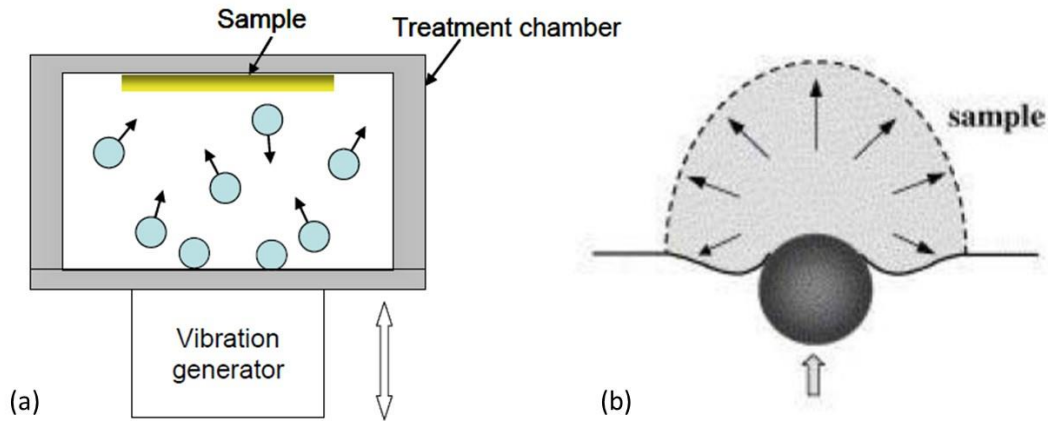 Sample
Treatment chamber
Vibration
generator
(a)
sample
(b)